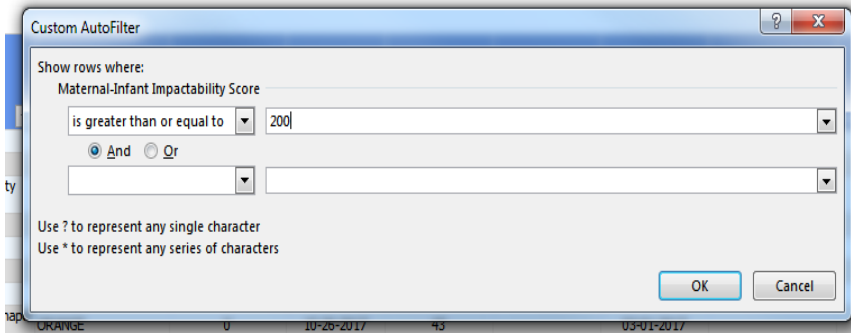 Custom AutoFilter
Show rows where:
Maternal-Infant Impactability Score
is greater than or equal to 200
And Or
Use ? to represent any single character
Use * to represent any series of characters
OK Cancel
ty
ORANGE 0 10-26-2017 43 03-01-2017